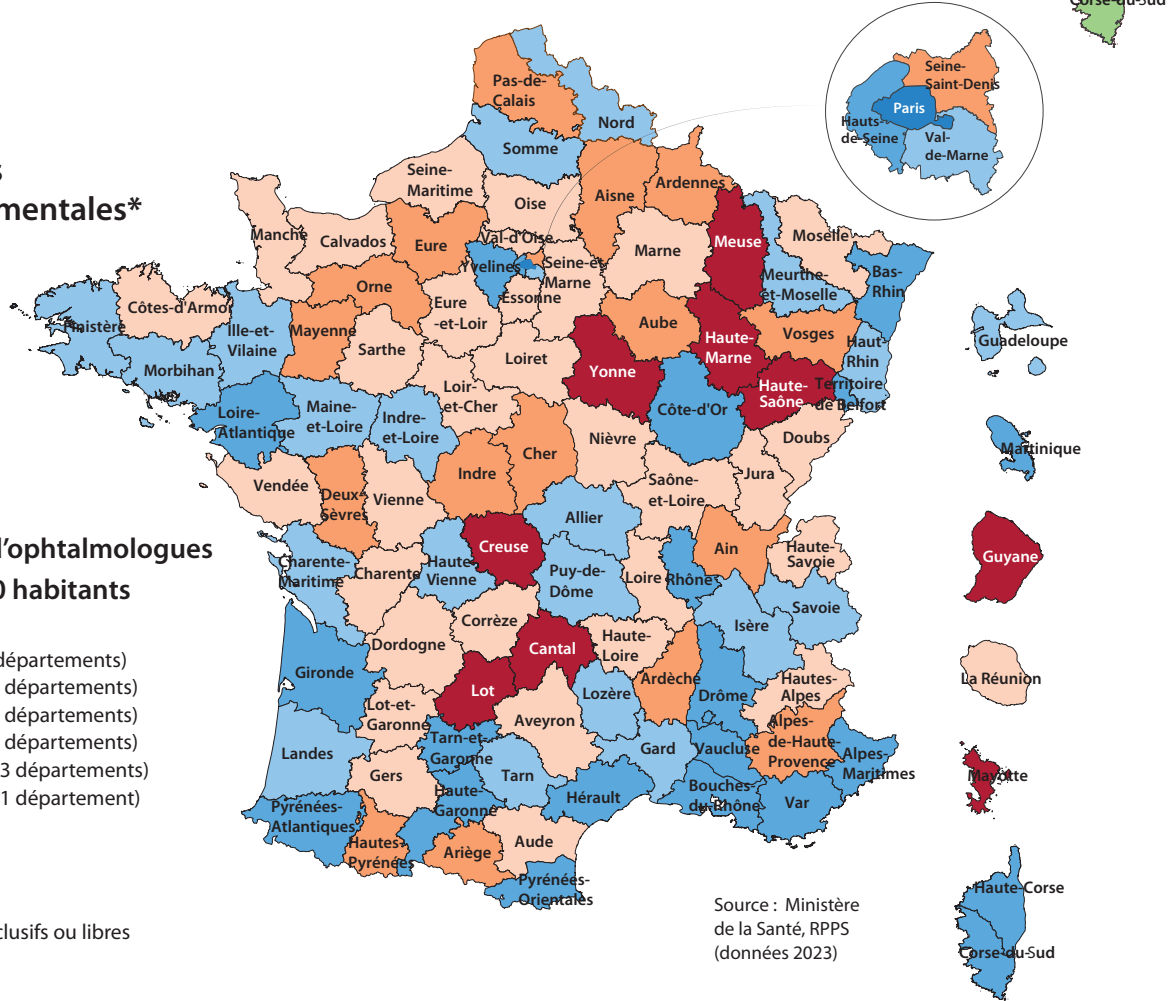 Corse-du-Sud
mentales*
Pas-de-
Calais
Nord
Somme
Seine-
Maritime
Oise
Aisne
Ardennes
Seine-
Saint-Denis
Paris
Hauts-
de-Seine
Val-
de-Marne
Manche
Calvados
Eure
Val-d'Oise
Marne
Meuse
Moselle
Yvelines
Seine-et-
Marne
Essonne
Meurthe-
et-Moselle
Bas-
Rhin
Orne
Eure
-et-Loir
Côtes-d'Armor
Finistère
Ille-et-
Vilaine
Mayenne
Sarthe
Aube
Haute-
Marne
Vosges
Haut-
Rhin
Guadeloupe
Morbihan
Loiret
Yonne
Haute-
Saône
Territoire
de Belfort
Loir-
et-Cher
Loire-
Atlantique
Maine-
et-Loire
Indre-
et-Loire
Côte-d'Or
Nièvre
Doubs
Martinique
Cher
Indre
Vendée
Deux-
Sèvres
Vienne
Saône-
et-Loire
Jura
Allier
l'ophtalmologues
0 habitants
Creuse
Ain
Haute-
Savoie
Guyane
Charente-
Maritime
Charente
Haute-
Vienne
Puy-de-
Dôme
Loire
Rhône
Savoie
Isère
Corrèze
Dordogne
Cantal
Haute-
Loire
départements)
départements)
départements)
départements)
3 départements)
1 département)
Gironde
Lot
Lot-et-
Garonne
Aveyron
Lozère
Ardèche
Drôme
Hautes-
Alpes
La Réunion
Alpes-
de-Haute-
Provence
Alpes-
Maritimes
Landes
Tarn-et-
Garonne
Tarn
Gard
Vaucluse
Gers
Haute-
Garonne
Hérault
Bouches-
du-Rhône
Var
Mayotte
Pyrénées-
Atlantiques
Hautes-
Pyrénées
Ariège
Aude
Pyrénées-
Orientales
Haute-Corse
Corse-du-Sud
clusifs ou libres
Source : Ministère
de la Santé, RPPS
(données 2023)